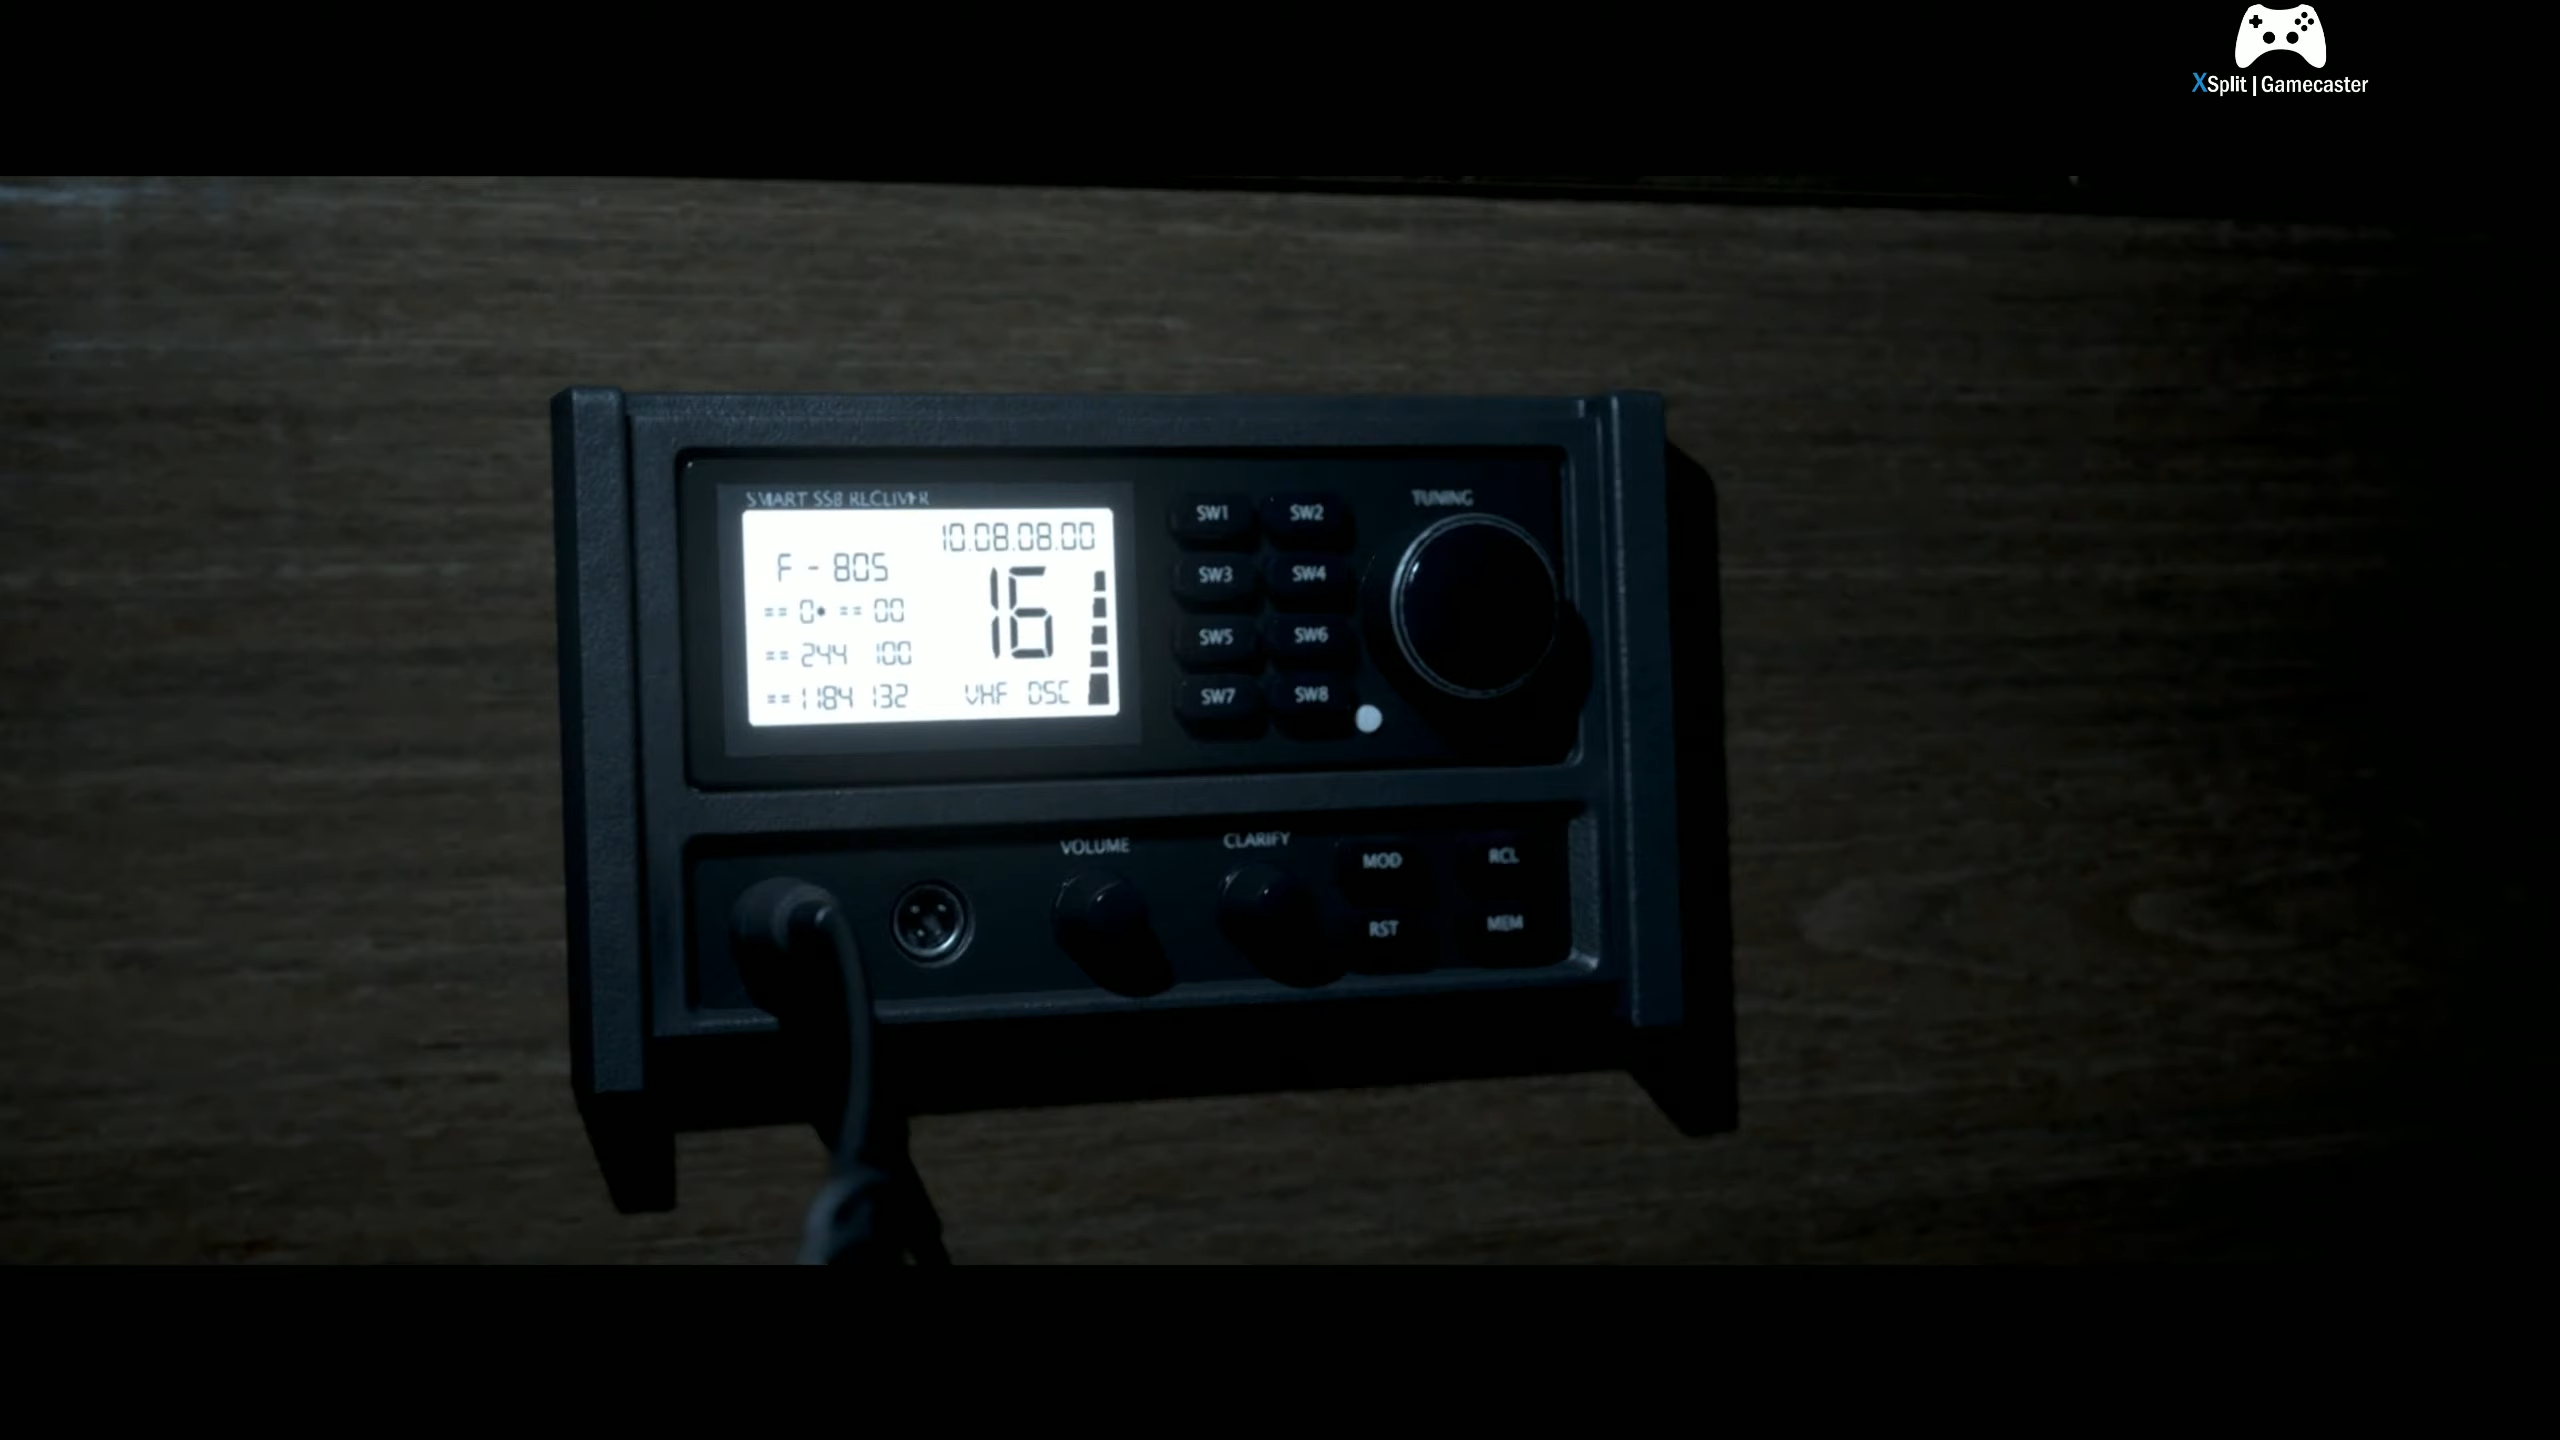 XSplit | Gamecaster
SMART SSB RECEIVER
10.08.08.00
F - 805
16
== 0• == 00
== 244 100
== 1184 132
VHF DSC
SW1 SW2
SW3 SW4
SW5 SW6
SW7 SW8
TUNING
VOLUME
CLARIFY
MOD RCL
RST MEM